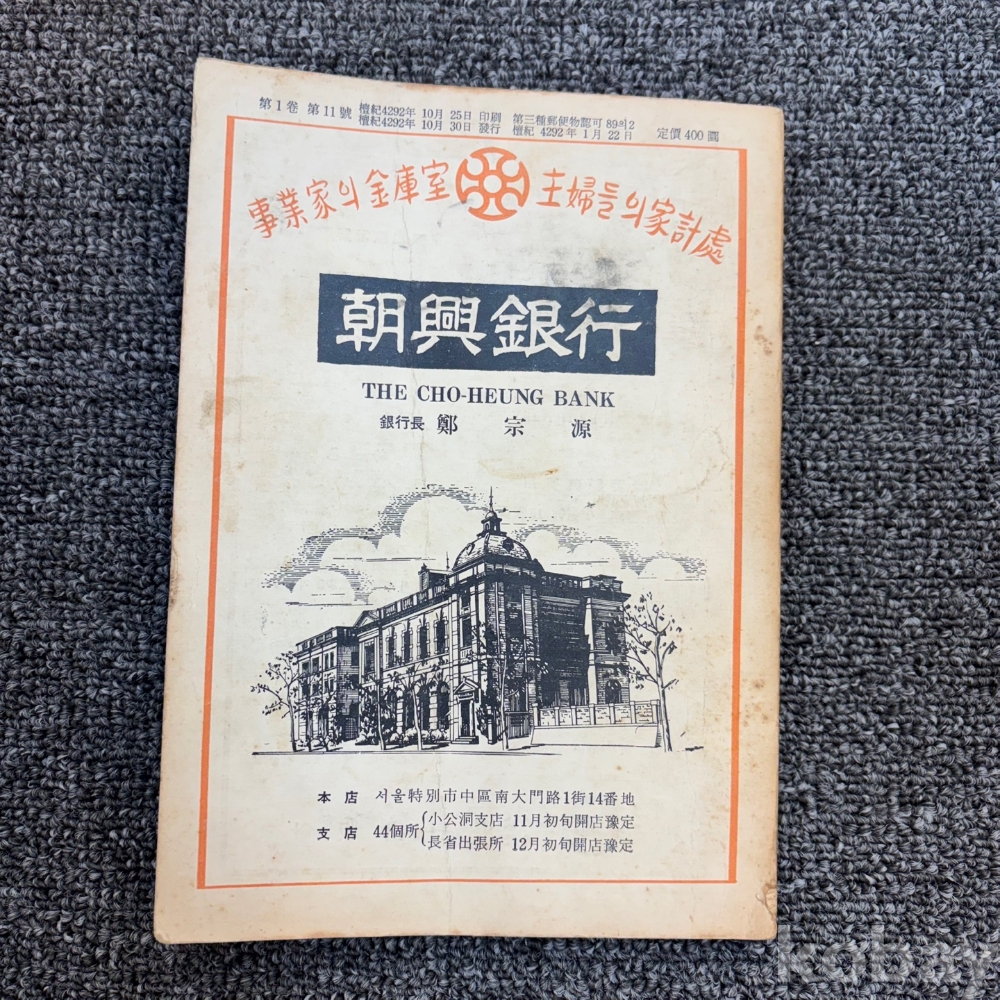 第1卷 第11號 檀紀4292年 10月 25日 印刷 第三種郵便物認可 89의2
檀紀4292年 10月 30日 發行 檀紀 4292年 1月 22日 定價 400圜
事業家의金庫室 主婦들의家計處
朝興銀行
THE CHO-HEUNG BANK
銀行長 鄭宗源
本店 서울特別市中區南大門路1街14番地
支店 44個所
小公洞支店 11月初旬開店豫定
長省出張所 12月初旬開店豫定
kobay